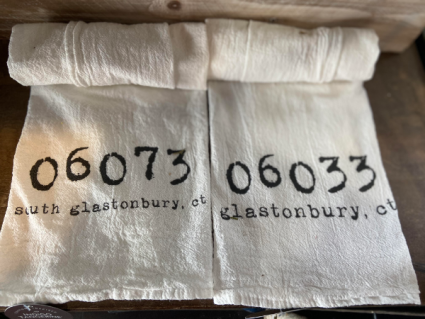 06073
south glastonbury, ct
06033
glastonbury, ct